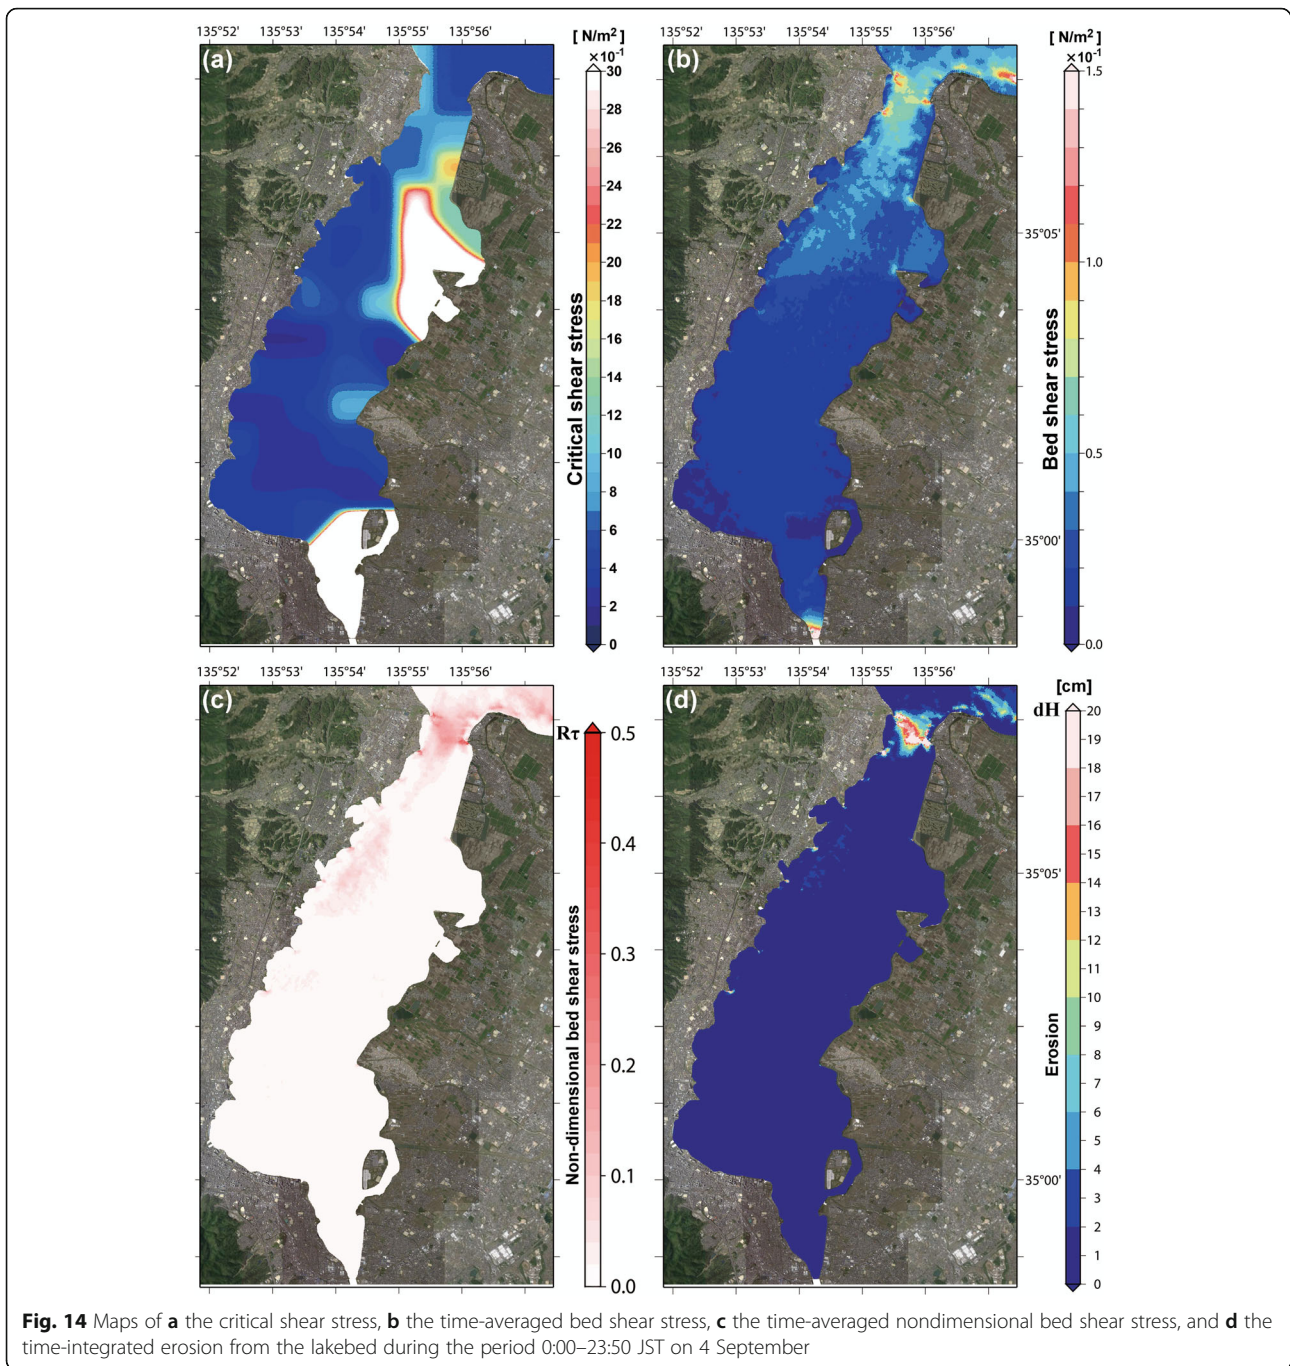 135°52' 135°53' 135°54' 135°55' 135°56'
[ N/m² ]
×10⁻¹
(a)
30
28
26
24
22
20
18
16
14
12
10
8
6
4
2
0
Critical shear stress
135°52' 135°53' 135°54' 135°55' 135°56'
[ N/m² ]
×10⁻¹
(b)
1.5
1.0
0.5
0.0
Bed shear stress
35°05'
35°00'
135°52' 135°53' 135°54' 135°55' 135°56'
(c)
Rτ
0.5
0.4
0.3
0.2
0.1
0.0
Non-dimensional bed shear stress
135°52' 135°53' 135°54' 135°55' 135°56'
[cm]
(d)
dH
20
19
18
17
16
15
14
13
12
11
10
9
8
7
6
5
4
3
2
1
0
Erosion
35°05'
35°00'
Fig. 14 Maps of a the critical shear stress, b the time-averaged bed shear stress, c the time-averaged nondimensional bed shear stress, and d the
time-integrated erosion from the lakebed during the period 0:00–23:50 JST on 4 September